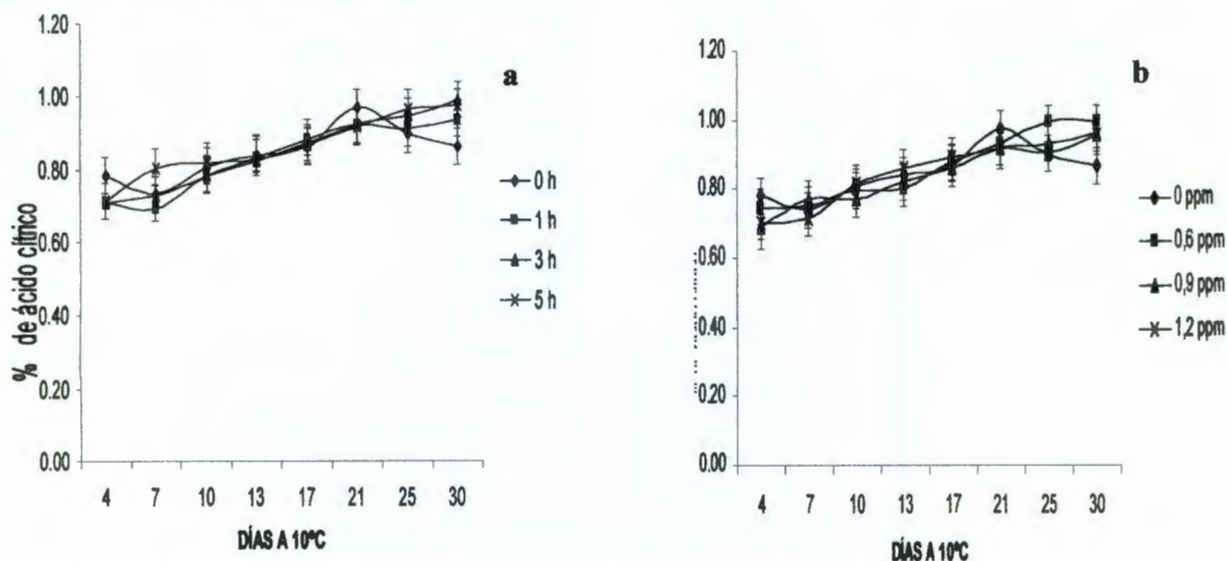 a
% de ácido cítrico
1.20
1.00
0.80
0.60
0.40
0.20
0.00
4 7 10 13 17 21 25 30
DÍAS A 10ºC
0 h
1 h
3 h
5 h
b
1.20
1.00
0.80
0.60
0.40
0.20
0.00
4 7 10 13 17 21 25 30
DÍAS A 10ºC
0 ppm
0,6 ppm
0,9 ppm
1,2 ppm